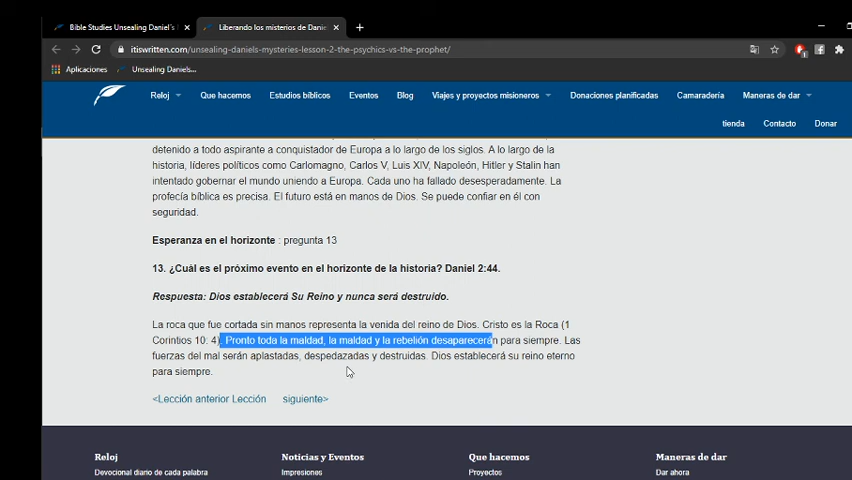 Bible Studies Unsealing Daniel's
Liberando los misterios de Danie
itiswritten.com/unsealing-daniels-mysteries-lesson-2-the-psychics-vs-the-prophet/
Aplicaciones
Unsealing Daniels...
Reloj
Que hacemos
Estudios bíblicos
Eventos
Blog
Viajes y proyectos misioneros
Donaciones planificadas
Camaradería
Maneras de dar
tienda
Contacto
Donar
detenido a todo aspirante a conquistador de Europa a lo largo de los siglos. A lo largo de la
historia, líderes políticos como Carlomagno, Carlos V, Luis XIV, Napoleón, Hitler y Stalin han
intentado gobernar el mundo uniendo a Europa. Cada uno ha fallado desesperadamente. La
profecía bíblica es precisa. El futuro está en manos de Dios. Se puede confiar en él con
seguridad.
Esperanza en el horizonte : pregunta 13
13. ¿Cuál es el próximo evento en el horizonte de la historia? Daniel 2:44.
Respuesta: Dios establecerá Su Reino y nunca será destruido.
La roca que fue cortada sin manos representa la venida del reino de Dios. Cristo es la Roca (1
Corintios 10: 4). Pronto toda la maldad, la maldad y la rebelión desaparecerán para siempre. Las
fuerzas del mal serán aplastadas, despedazadas y destruidas. Dios establecerá su reino eterno
para siempre.
<Lección anterior Lección
siguiente>
Reloj
Noticias y Eventos
Que hacemos
Maneras de dar
Devocional diario de cada palabra
Impresiones
Proyectos
Dar ahora